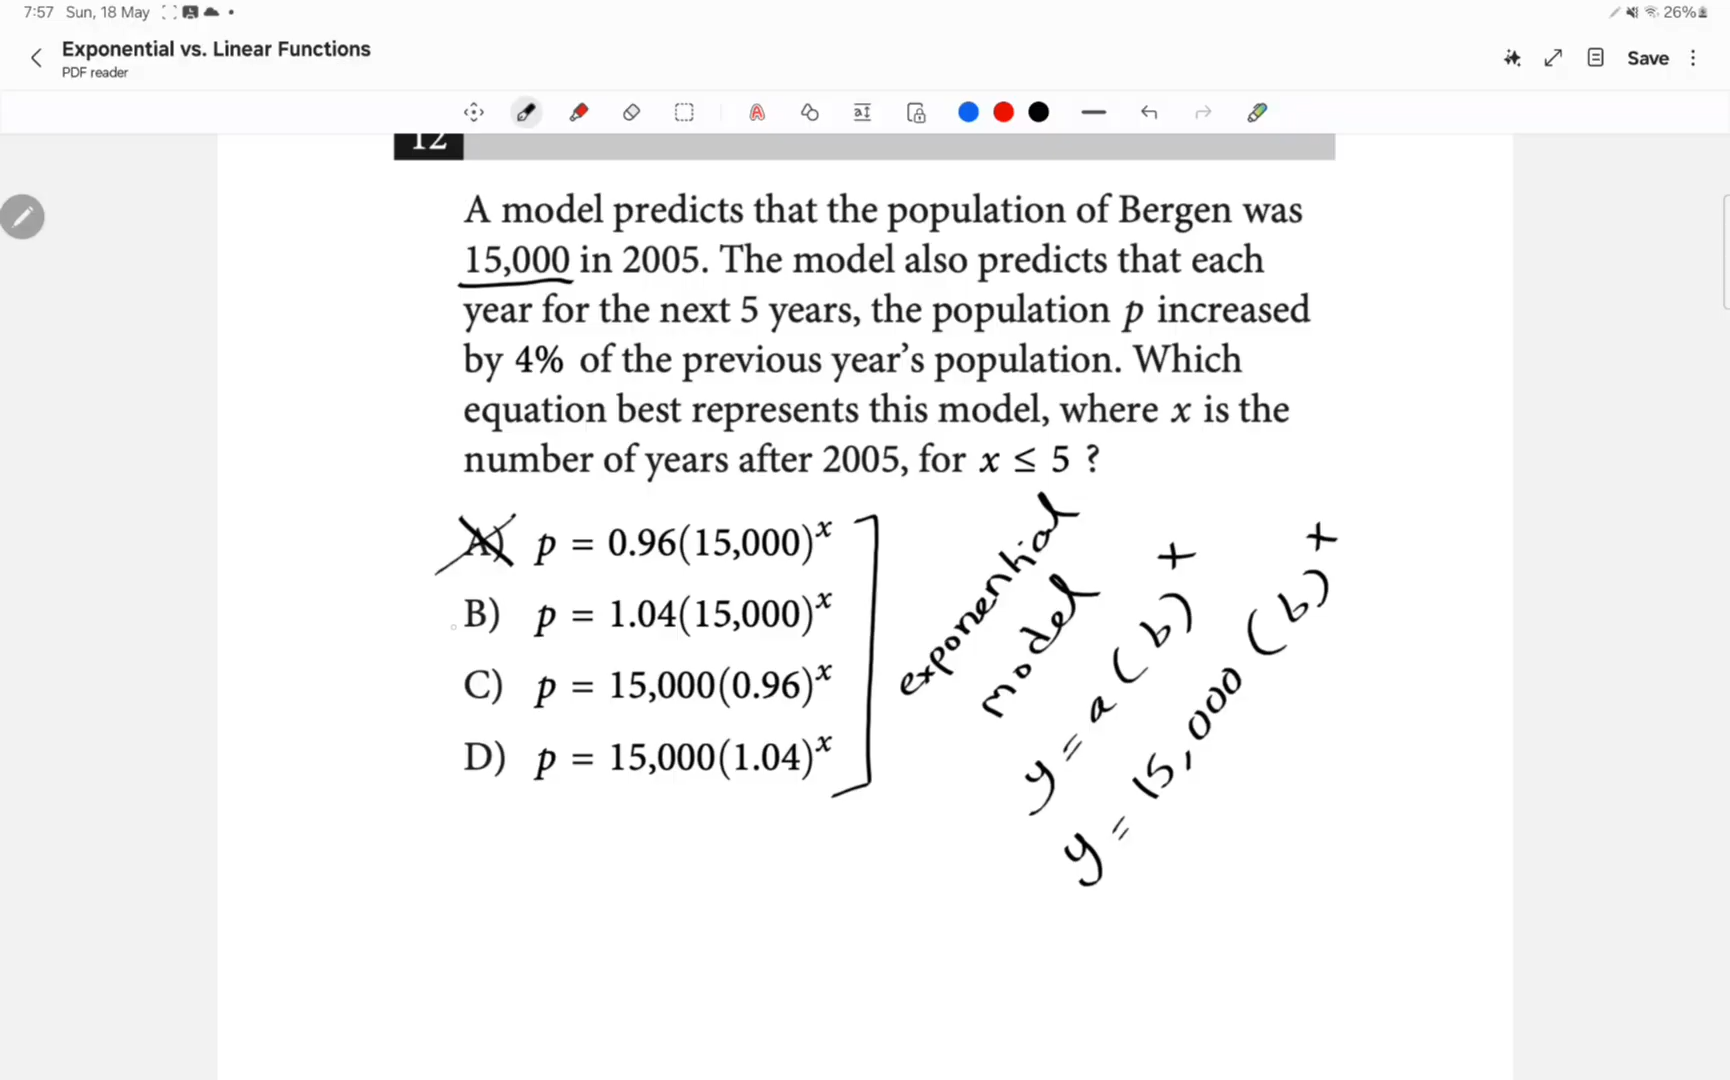 7:57 Sun, 18 May
26%
Exponential vs. Linear Functions
PDF reader
Save
12
A model predicts that the population of Bergen was
15,000 in 2005. The model also predicts that each
year for the next 5 years, the population p increased
by 4% of the previous year’s population. Which
equation best represents this model, where x is the
number of years after 2005, for x ≤ 5 ?
A) p = 0.96(15,000)ˣ
B) p = 1.04(15,000)ˣ
C) p = 15,000(0.96)ˣ
D) p = 15,000(1.04)ˣ
exponential
model
y = a(b)ˣ
y = 15,000(b)ˣ